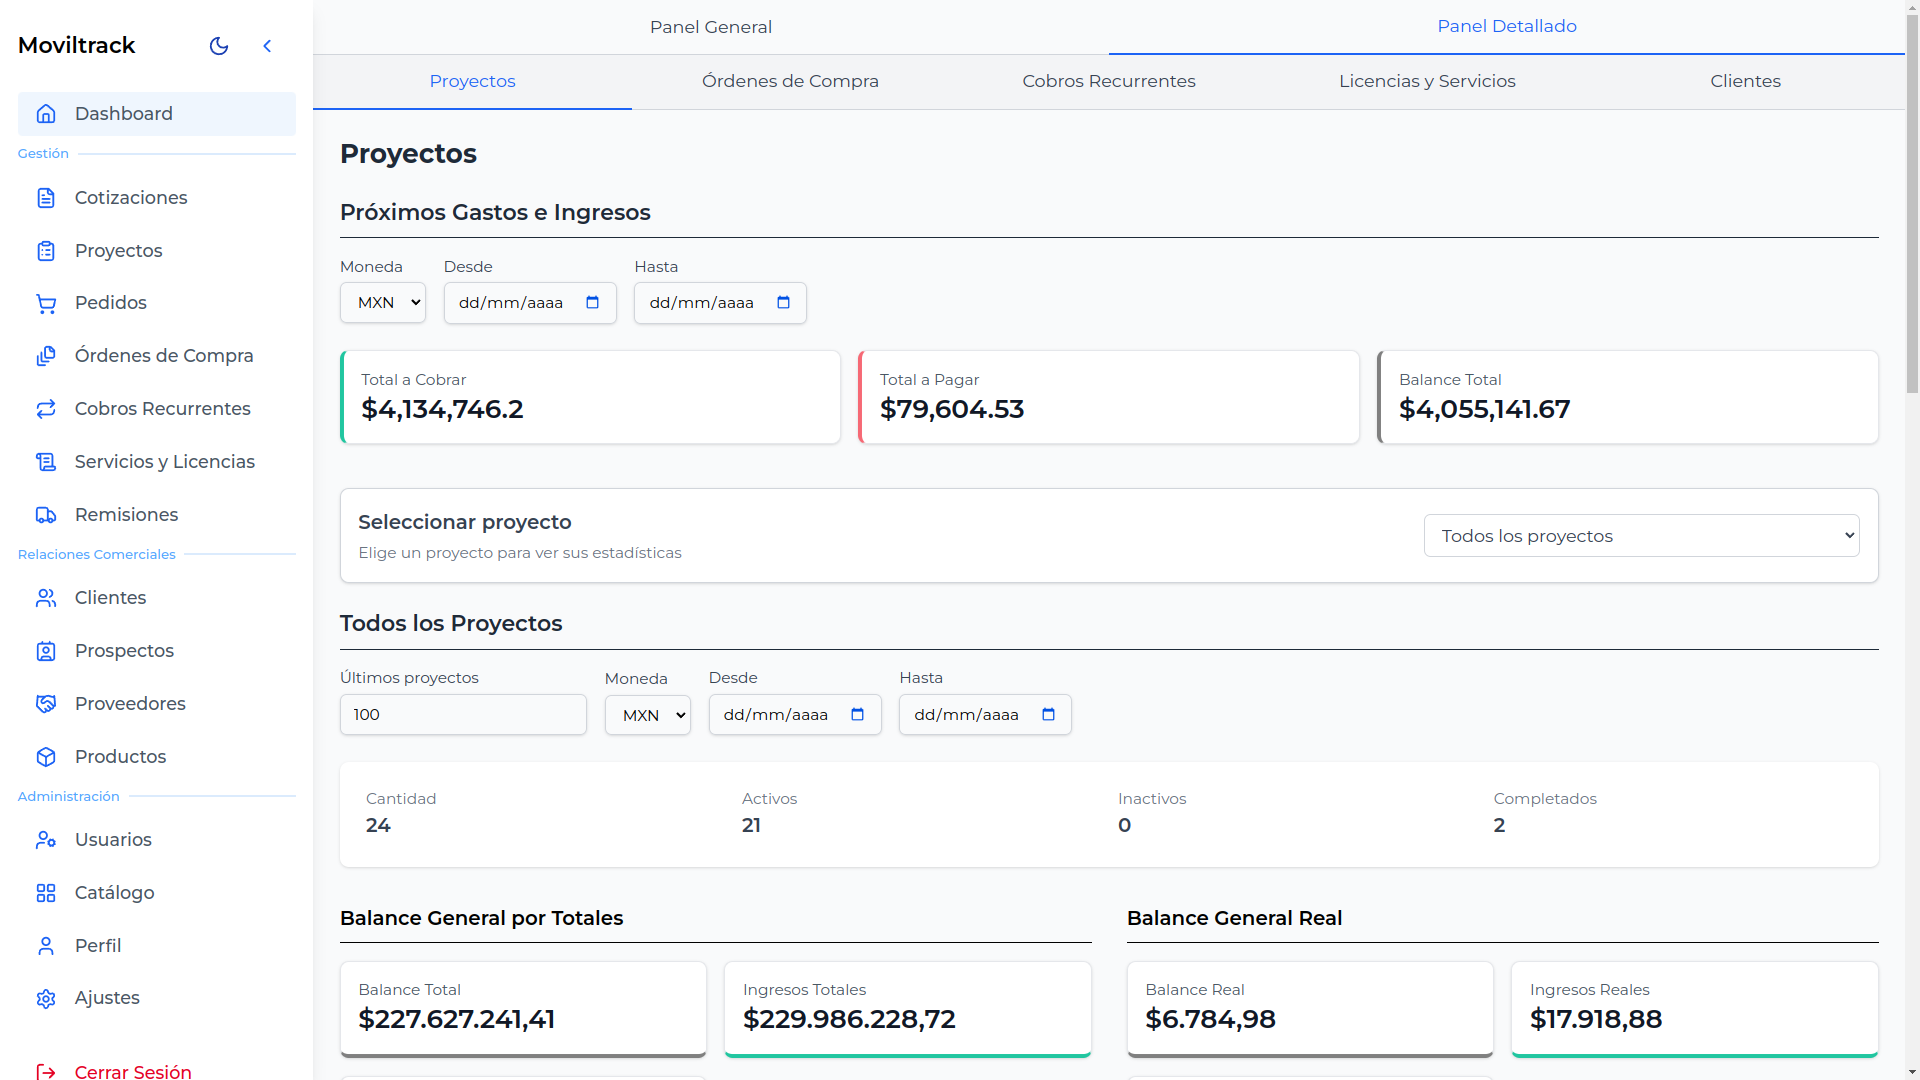 Moviltrack
Dashboard
Gestión
Cotizaciones
Proyectos
Pedidos
Órdenes de Compra
Cobros Recurrentes
Servicios y Licencias
Remisiones
Relaciones Comerciales
Clientes
Prospectos
Proveedores
Productos
Administración
Usuarios
Catálogo
Perfil
Ajustes
Cerrar Sesión
Panel General
Panel Detallado
Proyectos
Órdenes de Compra
Cobros Recurrentes
Licencias y Servicios
Clientes
Proyectos
Próximos Gastos e Ingresos
Moneda
MXN
Desde
dd/mm/aaaa
Hasta
dd/mm/aaaa
Total a Cobrar
$4,134,746.2
Total a Pagar
$79,604.53
Balance Total
$4,055,141.67
Seleccionar proyecto
Elige un proyecto para ver sus estadísticas
Todos los proyectos
Todos los Proyectos
Últimos proyectos
100
Moneda
MXN
Desde
dd/mm/aaaa
Hasta
dd/mm/aaaa
Cantidad
24
Activos
21
Inactivos
0
Completados
2
Balance General por Totales
Balance Total
$227.627.241,41
Ingresos Totales
$229.986.228,72
Balance General Real
Balance Real
$6.784,98
Ingresos Reales
$17.918,88